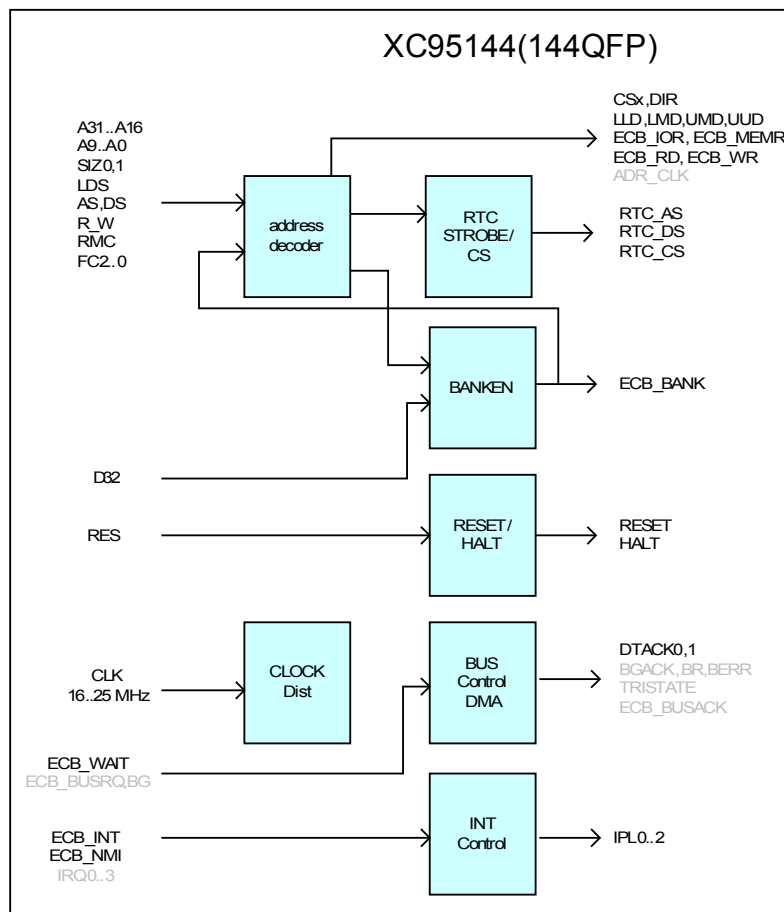 XC95144(144QFP)
CSx,DIR
LLD,LMD,UMD,UUD
ECB_IOR, ECB_MEMR
ECB_RD, ECB_WR
ADR_CLK
A31..A16
A9..A0
SIZ0,1
LDS
AS,DS
R_W
RMC
FC2..0
address
decoder
RTC
STROBE/
CS
RTC_AS
RTC_DS
RTC_CS
BANKEN
ECB_BANK
D32
RES
RESET/
HALT
RESET
HALT
CLK
16..25 MHz
CLOCK
Dist
BUS
Control
DMA
DTACK0,1
BGACK,BR,BERR
TRISTATE
ECB_BUSACK
ECB_WAIT
ECB_BUSRQ,BG
ECB_INT
ECB_NMI
IRQ0..3
INT
Control
IPL0..2